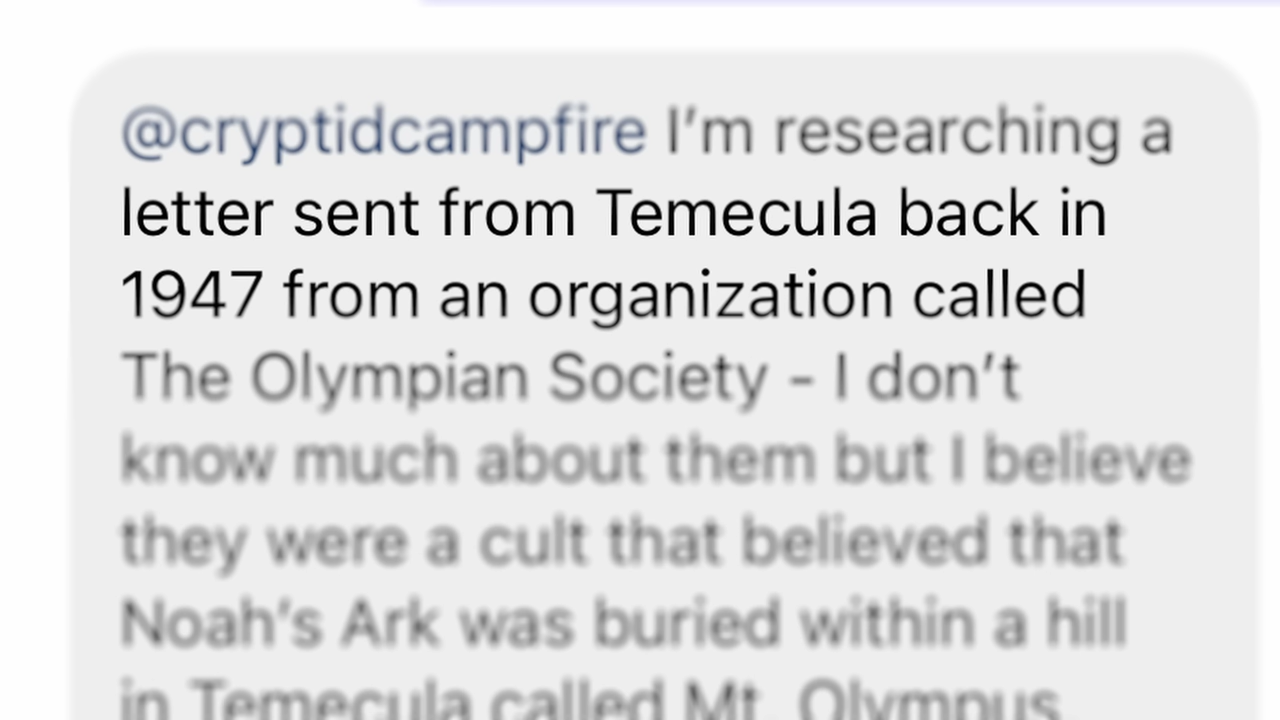 @cryptidcampfire I’m researching a
letter sent from Temecula back in
1947 from an organization called
The Olympian Society - I don’t
know much about them but I believe
they were a cult that believed that
Noah’s Ark was buried within a hill
in Temecula called Mt. Olympus.